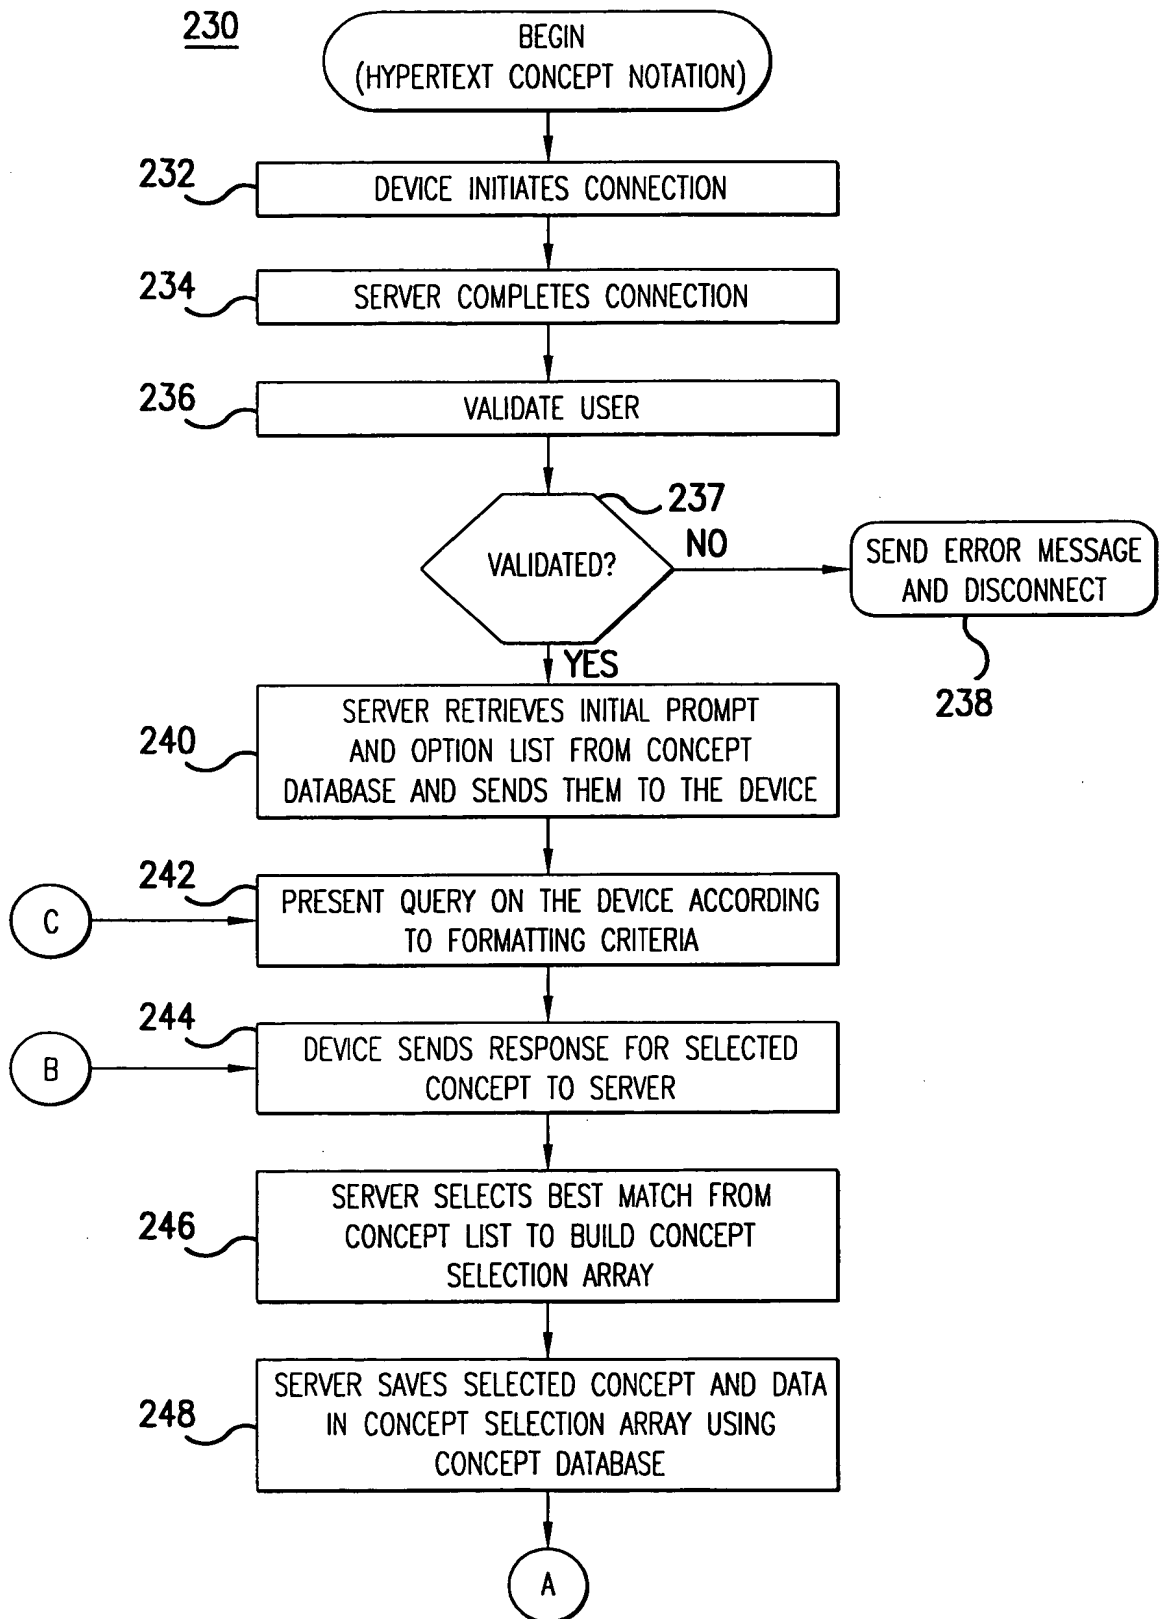 230
BEGIN
(HYPERTEXT CONCEPT NOTATION)
232
DEVICE INITIATES CONNECTION
234
SERVER COMPLETES CONNECTION
236
VALIDATE USER
237
VALIDATED?
NO
SEND ERROR MESSAGE
AND DISCONNECT
238
YES
240
SERVER RETRIEVES INITIAL PROMPT
AND OPTION LIST FROM CONCEPT
DATABASE AND SENDS THEM TO THE DEVICE
242
C
PRESENT QUERY ON THE DEVICE ACCORDING
TO FORMATTING CRITERIA
244
B
DEVICE SENDS RESPONSE FOR SELECTED
CONCEPT TO SERVER
246
SERVER SELECTS BEST MATCH FROM
CONCEPT LIST TO BUILD CONCEPT
SELECTION ARRAY
248
SERVER SAVES SELECTED CONCEPT AND DATA
IN CONCEPT SELECTION ARRAY USING
CONCEPT DATABASE
A